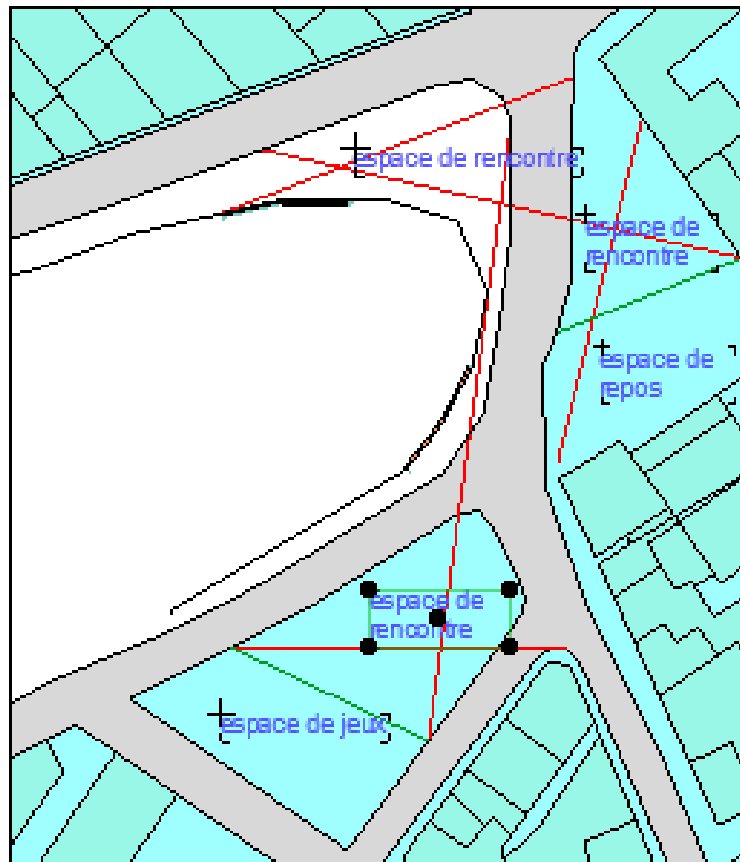 espace de rencontre
espace de
rencontre
espace de
repos
espace de
rencontre
espace de jeux